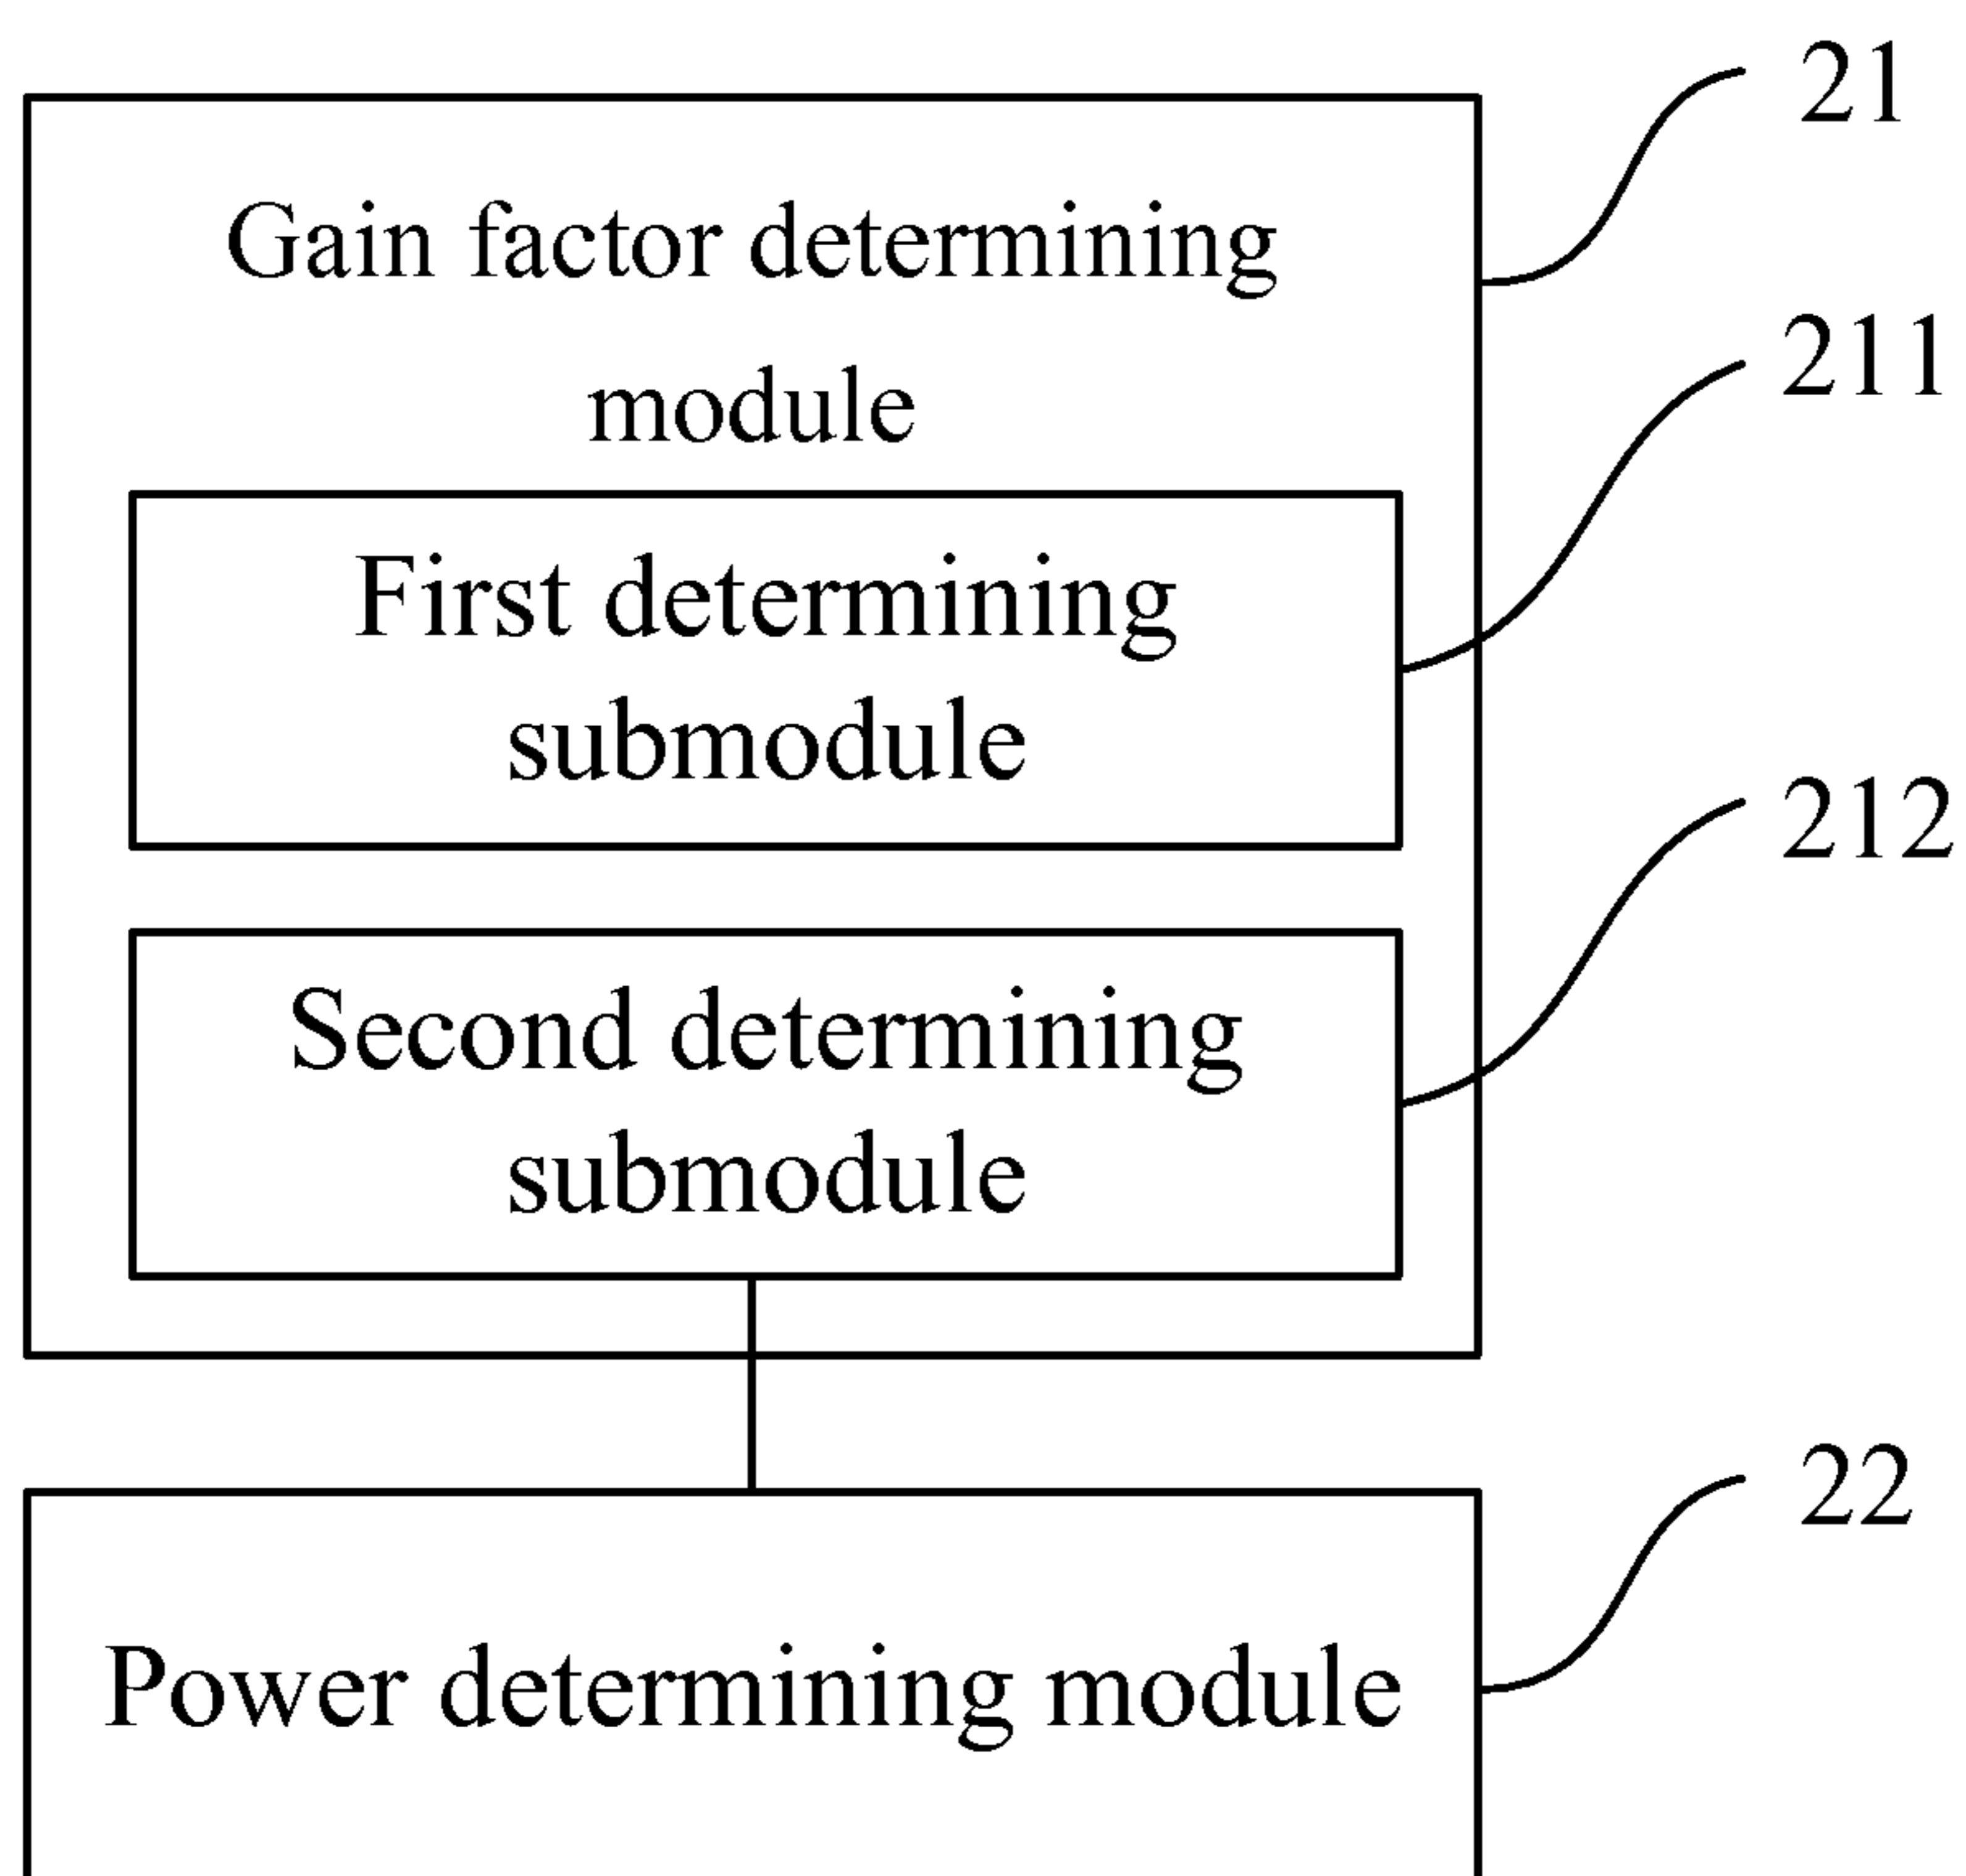 21
Gain factor determining
module
211
First determining
submodule
212
Second determining
submodule
22
Power determining module